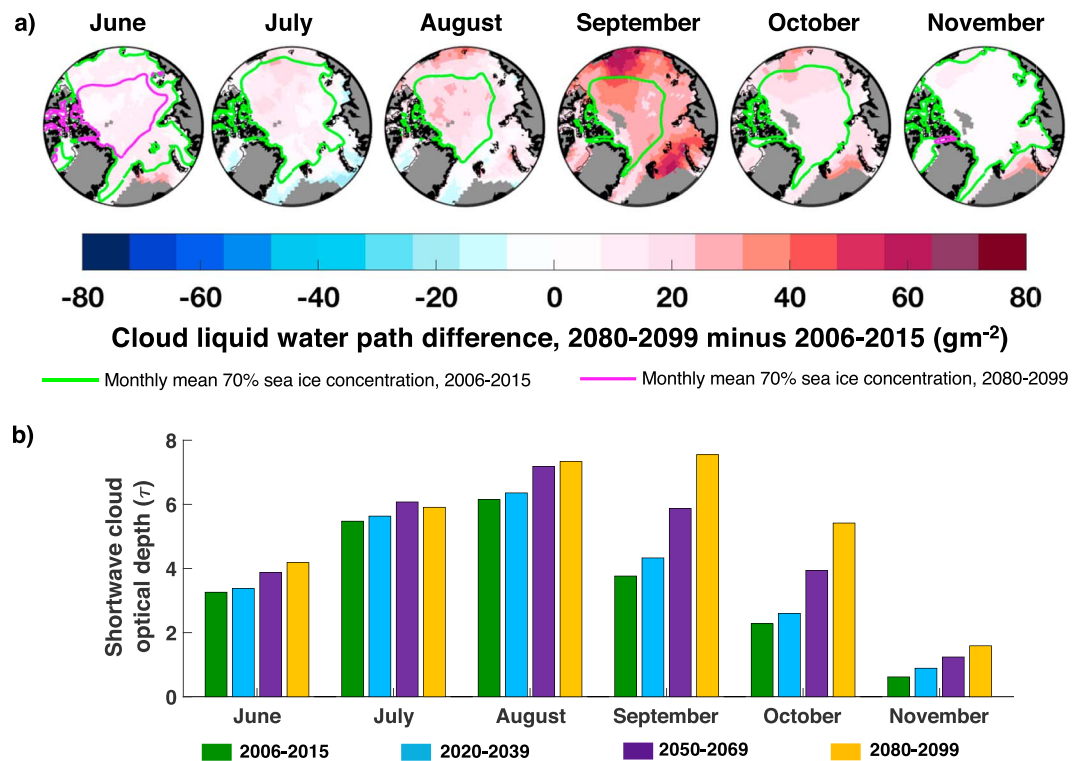 a) June July August September October November
-80 -60 -40 -20 0 20 40 60 80
Cloud liquid water path difference, 2080-2099 minus 2006-2015 (gm⁻²)
Monthly mean 70% sea ice concentration, 2006-2015
Monthly mean 70% sea ice concentration, 2080-2099
b)
Shortwave cloud
optical depth (τ)
8
6
4
2
0
June July August September October November
2006-2015 2020-2039 2050-2069 2080-2099